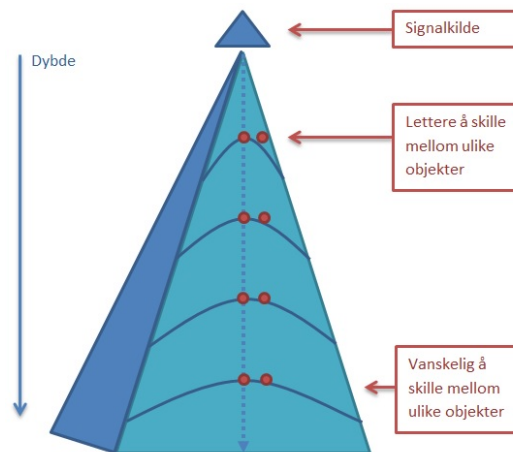 Signalkilde
Dybde
Lettere å skille
mellom ulike
objekter
Vanskelig å
skille mellom
ulike objekter